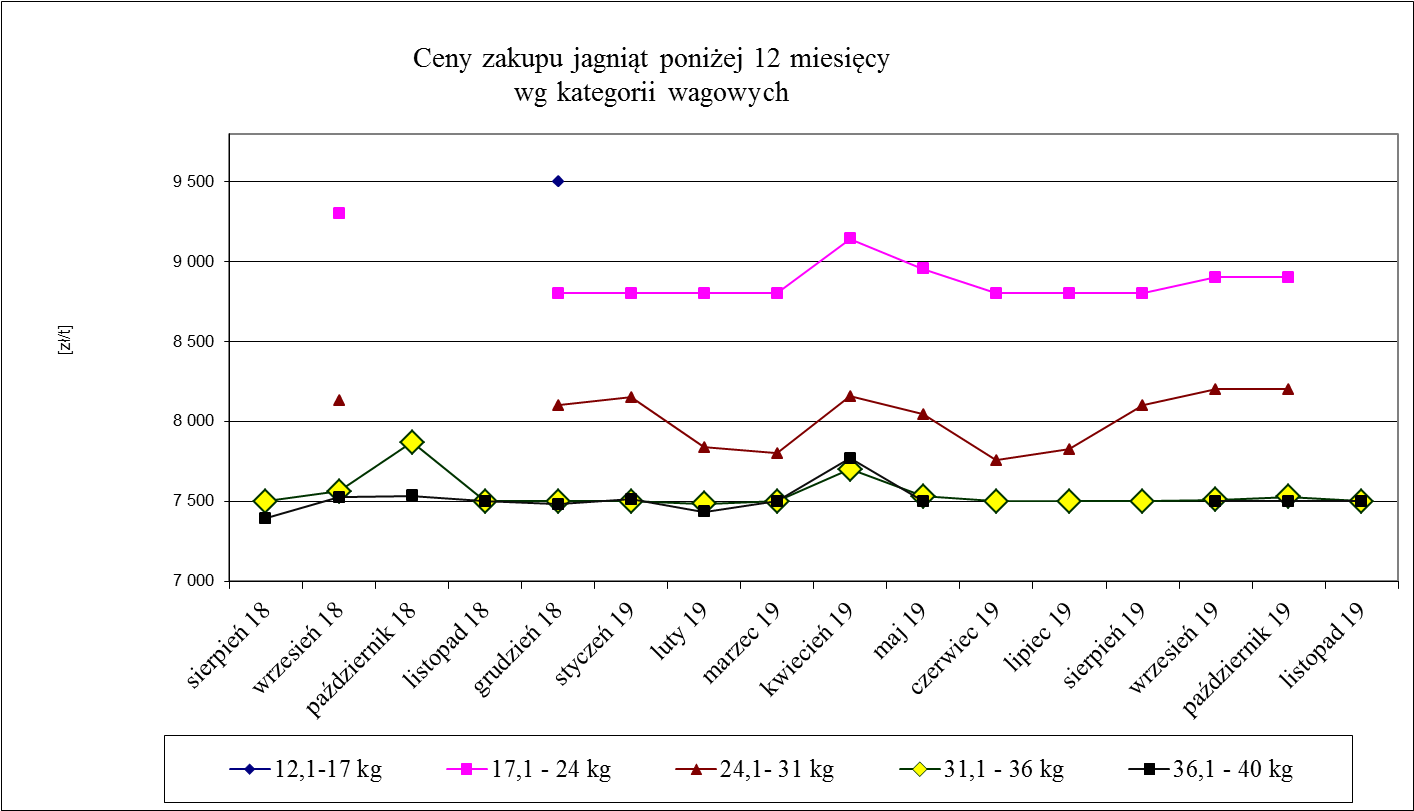 Ceny zakupu jagniąt poniżej 12 miesięcy
wg kategorii wagowych
[zł/t]
9 500
9 000
8 500
8 000
7 500
7 000
sierpień 18
wrzesień 18
październik 18
listopad 18
grudzień 18
styczeń 19
luty 19
marzec 19
kwiecień 19
maj 19
czerwiec 19
lipiec 19
sierpień 19
wrzesień 19
październik 19
listopad 19
12,1-17 kg
17,1 - 24 kg
24,1- 31 kg
31,1 - 36 kg
36,1 - 40 kg